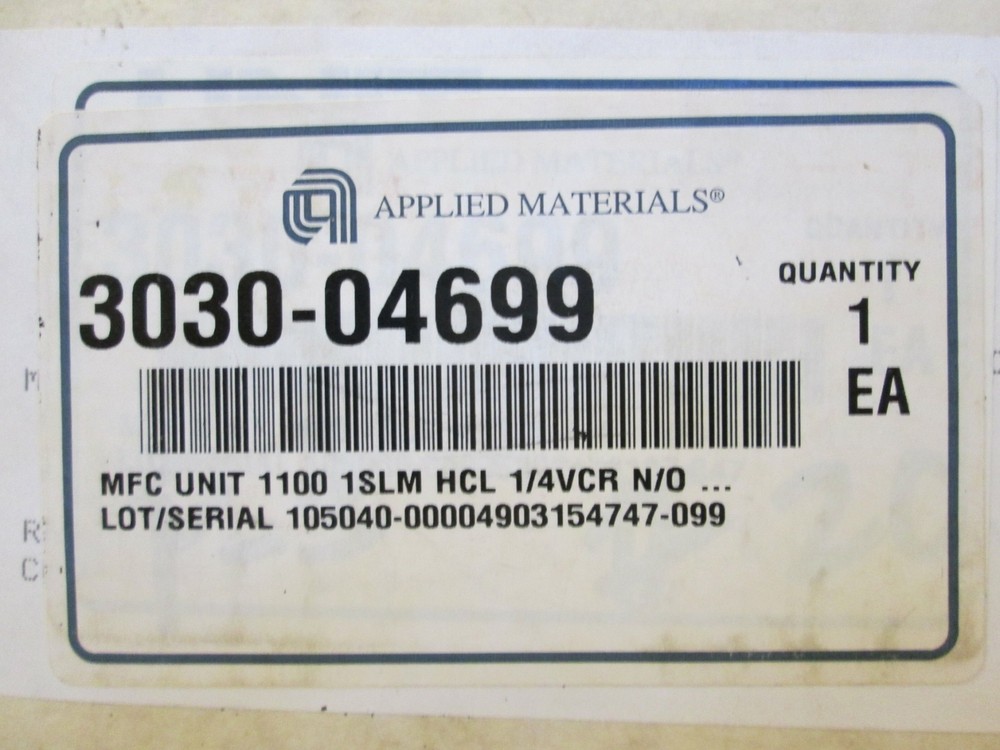 APPLIED MATERIALS®
3030-04699
QUANTITY
1
EA
MFC UNIT 1100 1SLM HCL 1/4VCR N/O ...
LOT/SERIAL 105040-00004903154747-099
M
R
C